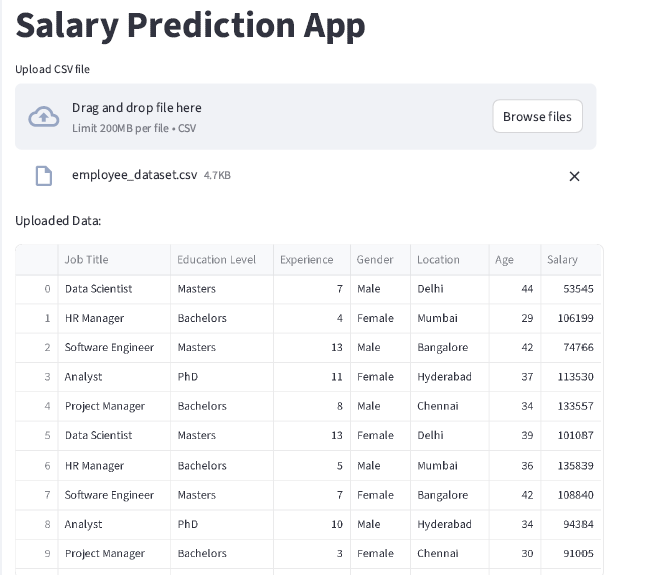 Salary Prediction App
Upload CSV file
Drag and drop file here
Limit 200MB per file • CSV
Browse files
employee_dataset.csv 4.7KB
Uploaded Data:
Job Title Education Level Experience Gender Location Age Salary
0 Data Scientist Masters 7 Male Delhi 44 53545
1 HR Manager Bachelors 4 Female Mumbai 29 106199
2 Software Engineer Masters 13 Male Bangalore 42 74766
3 Analyst PhD 11 Female Hyderabad 37 113530
4 Project Manager Bachelors 8 Male Chennai 34 133557
5 Data Scientist Masters 13 Female Delhi 39 101087
6 HR Manager Bachelors 5 Male Mumbai 36 135839
7 Software Engineer Masters 7 Female Bangalore 42 108840
8 Analyst PhD 10 Male Hyderabad 34 94384
9 Project Manager Bachelors 3 Female Chennai 30 91005